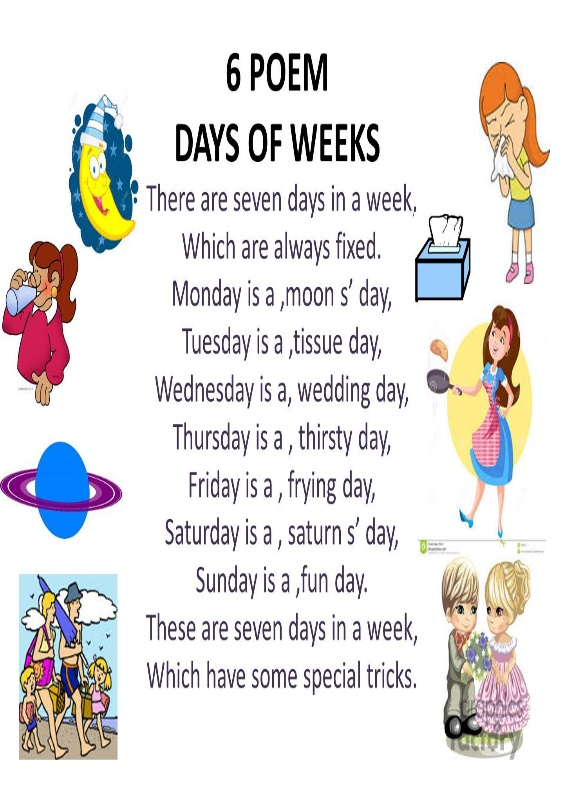 6 POEM
DAYS OF WEEKS
There are seven days in a week,
Which are always fixed.
Monday is a ,moon s’ day,
Tuesday is a ,tissue day,
Wednesday is a, wedding day,
Thursday is a , thirsty day,
Friday is a , frying day,
Saturday is a , saturn s’ day,
Sunday is a ,fun day.
These are seven days in a week,
Which have some special tricks.
Graphics
factory